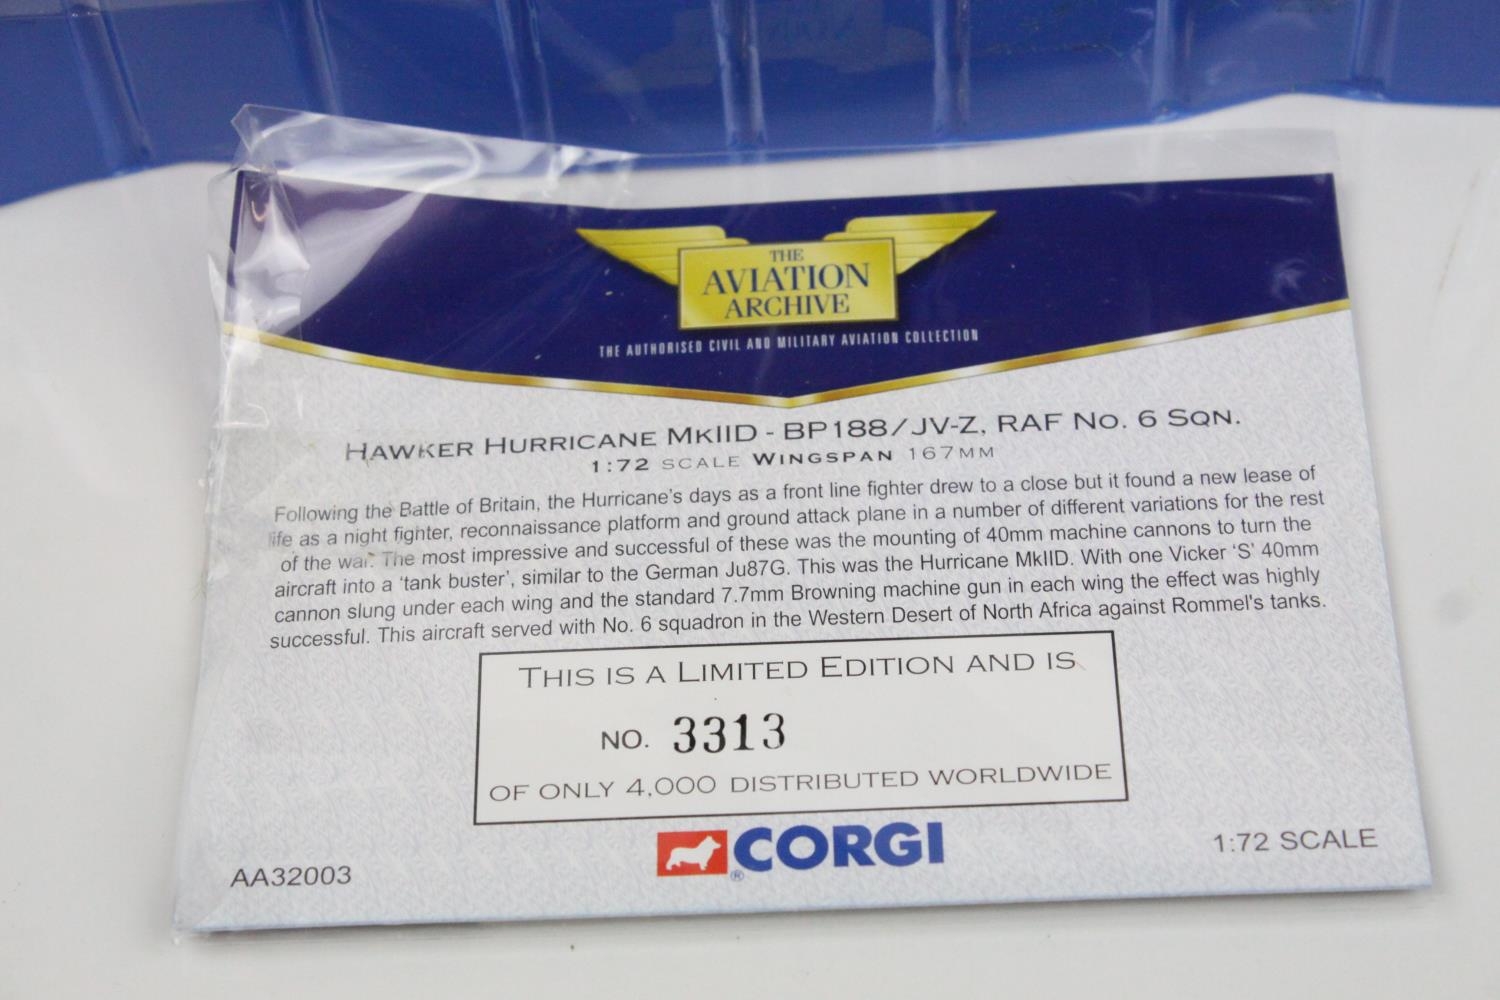 THE
AVIATION
ARCHIVE
THE AUTHORISED CIVIL AND MILITARY AVIATION COLLECTION
HAWKER HURRICANE MKIID - BP188/JV-Z, RAF NO. 6 SQN.
1:72 SCALE WINGSPAN 167MM
Following the Battle of Britain, the Hurricane's days as a front line fighter drew to a close but it found a new lease of
life as a night fighter, reconnaissance platform and ground attack plane in a number of different variations for the rest
of the war. The most impressive and successful of these was the mounting of 40mm machine cannons to turn the
aircraft into a 'tank buster', similar to the German Ju87G. This was the Hurricane MkIID. With one Vicker 'S' 40mm
cannon slung under each wing and the standard 7.7mm Browning machine gun in each wing the effect was highly
successful. This aircraft served with No. 6 squadron in the Western Desert of North Africa against Rommel's tanks.
THIS IS A LIMITED EDITION AND IS
NO. 3313
OF ONLY 4,000 DISTRIBUTED WORLDWIDE
AA32003
CORGI
®
1:72 SCALE